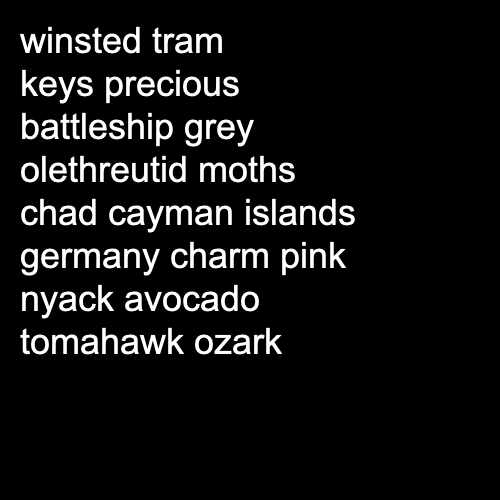 winsted tram
keys precious
battleship grey
olethreutid moths
chad cayman islands
germany charm pink
nyack avocado
tomahawk ozark